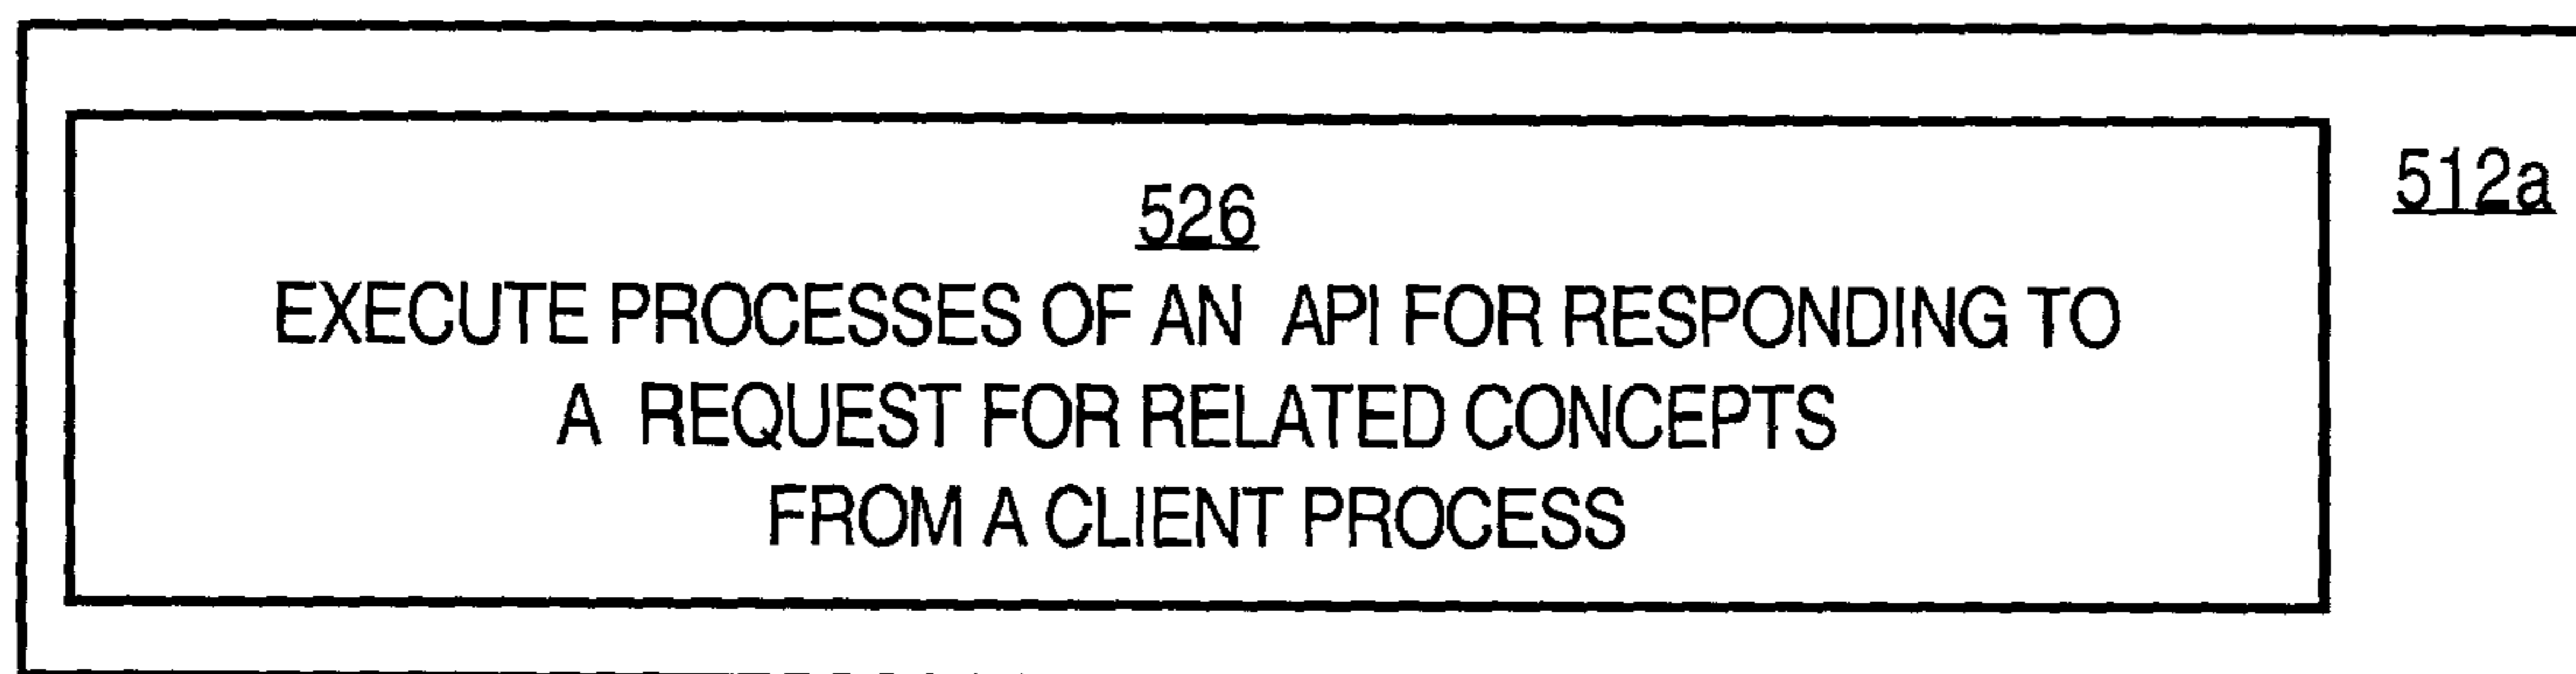 526
EXECUTE PROCESSES OF AN API FOR RESPONDING TO
A REQUEST FOR RELATED CONCEPTS
FROM A CLIENT PROCESS
512a